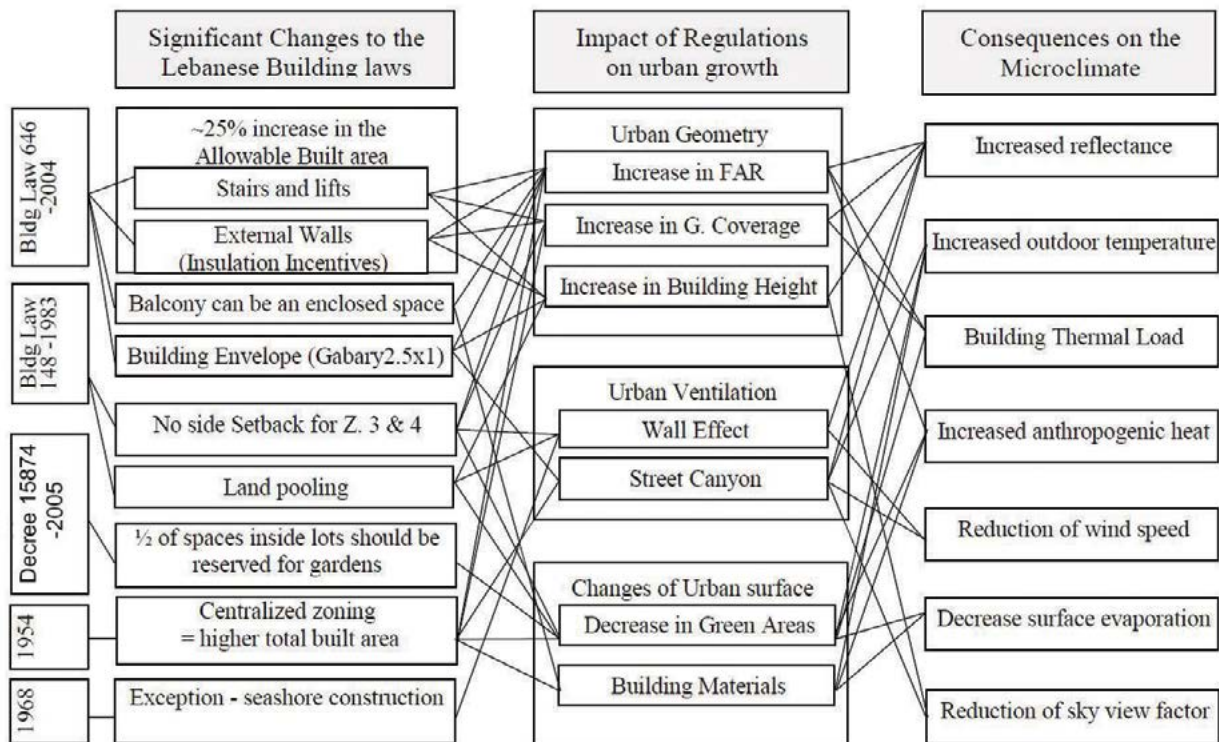 Significant Changes to the
Lebanese Building laws
Impact of Regulations
on urban growth
Consequences on the
Microclimate
Bldg Law 646
-2004
Bldg Law
148 -1983
Decree 15874
-2005
1954
1968
~25% increase in the
Allowable Built area
Stairs and lifts
External Walls
(Insulation Incentives)
Balcony can be an enclosed space
Building Envelope (Gabary2.5x1)
No side Setback for Z. 3 & 4
Land pooling
½ of spaces inside lots should be
reserved for gardens
Centralized zoning
= higher total built area
Exception - seashore construction
Urban Geometry
Increase in FAR
Increase in G. Coverage
Increase in Building Height
Urban Ventilation
Wall Effect
Street Canyon
Changes of Urban surface
Decrease in Green Areas
Building Materials
Increased reflectance
Increased outdoor temperature
Building Thermal Load
Increased anthropogenic heat
Reduction of wind speed
Decrease surface evaporation
Reduction of sky view factor